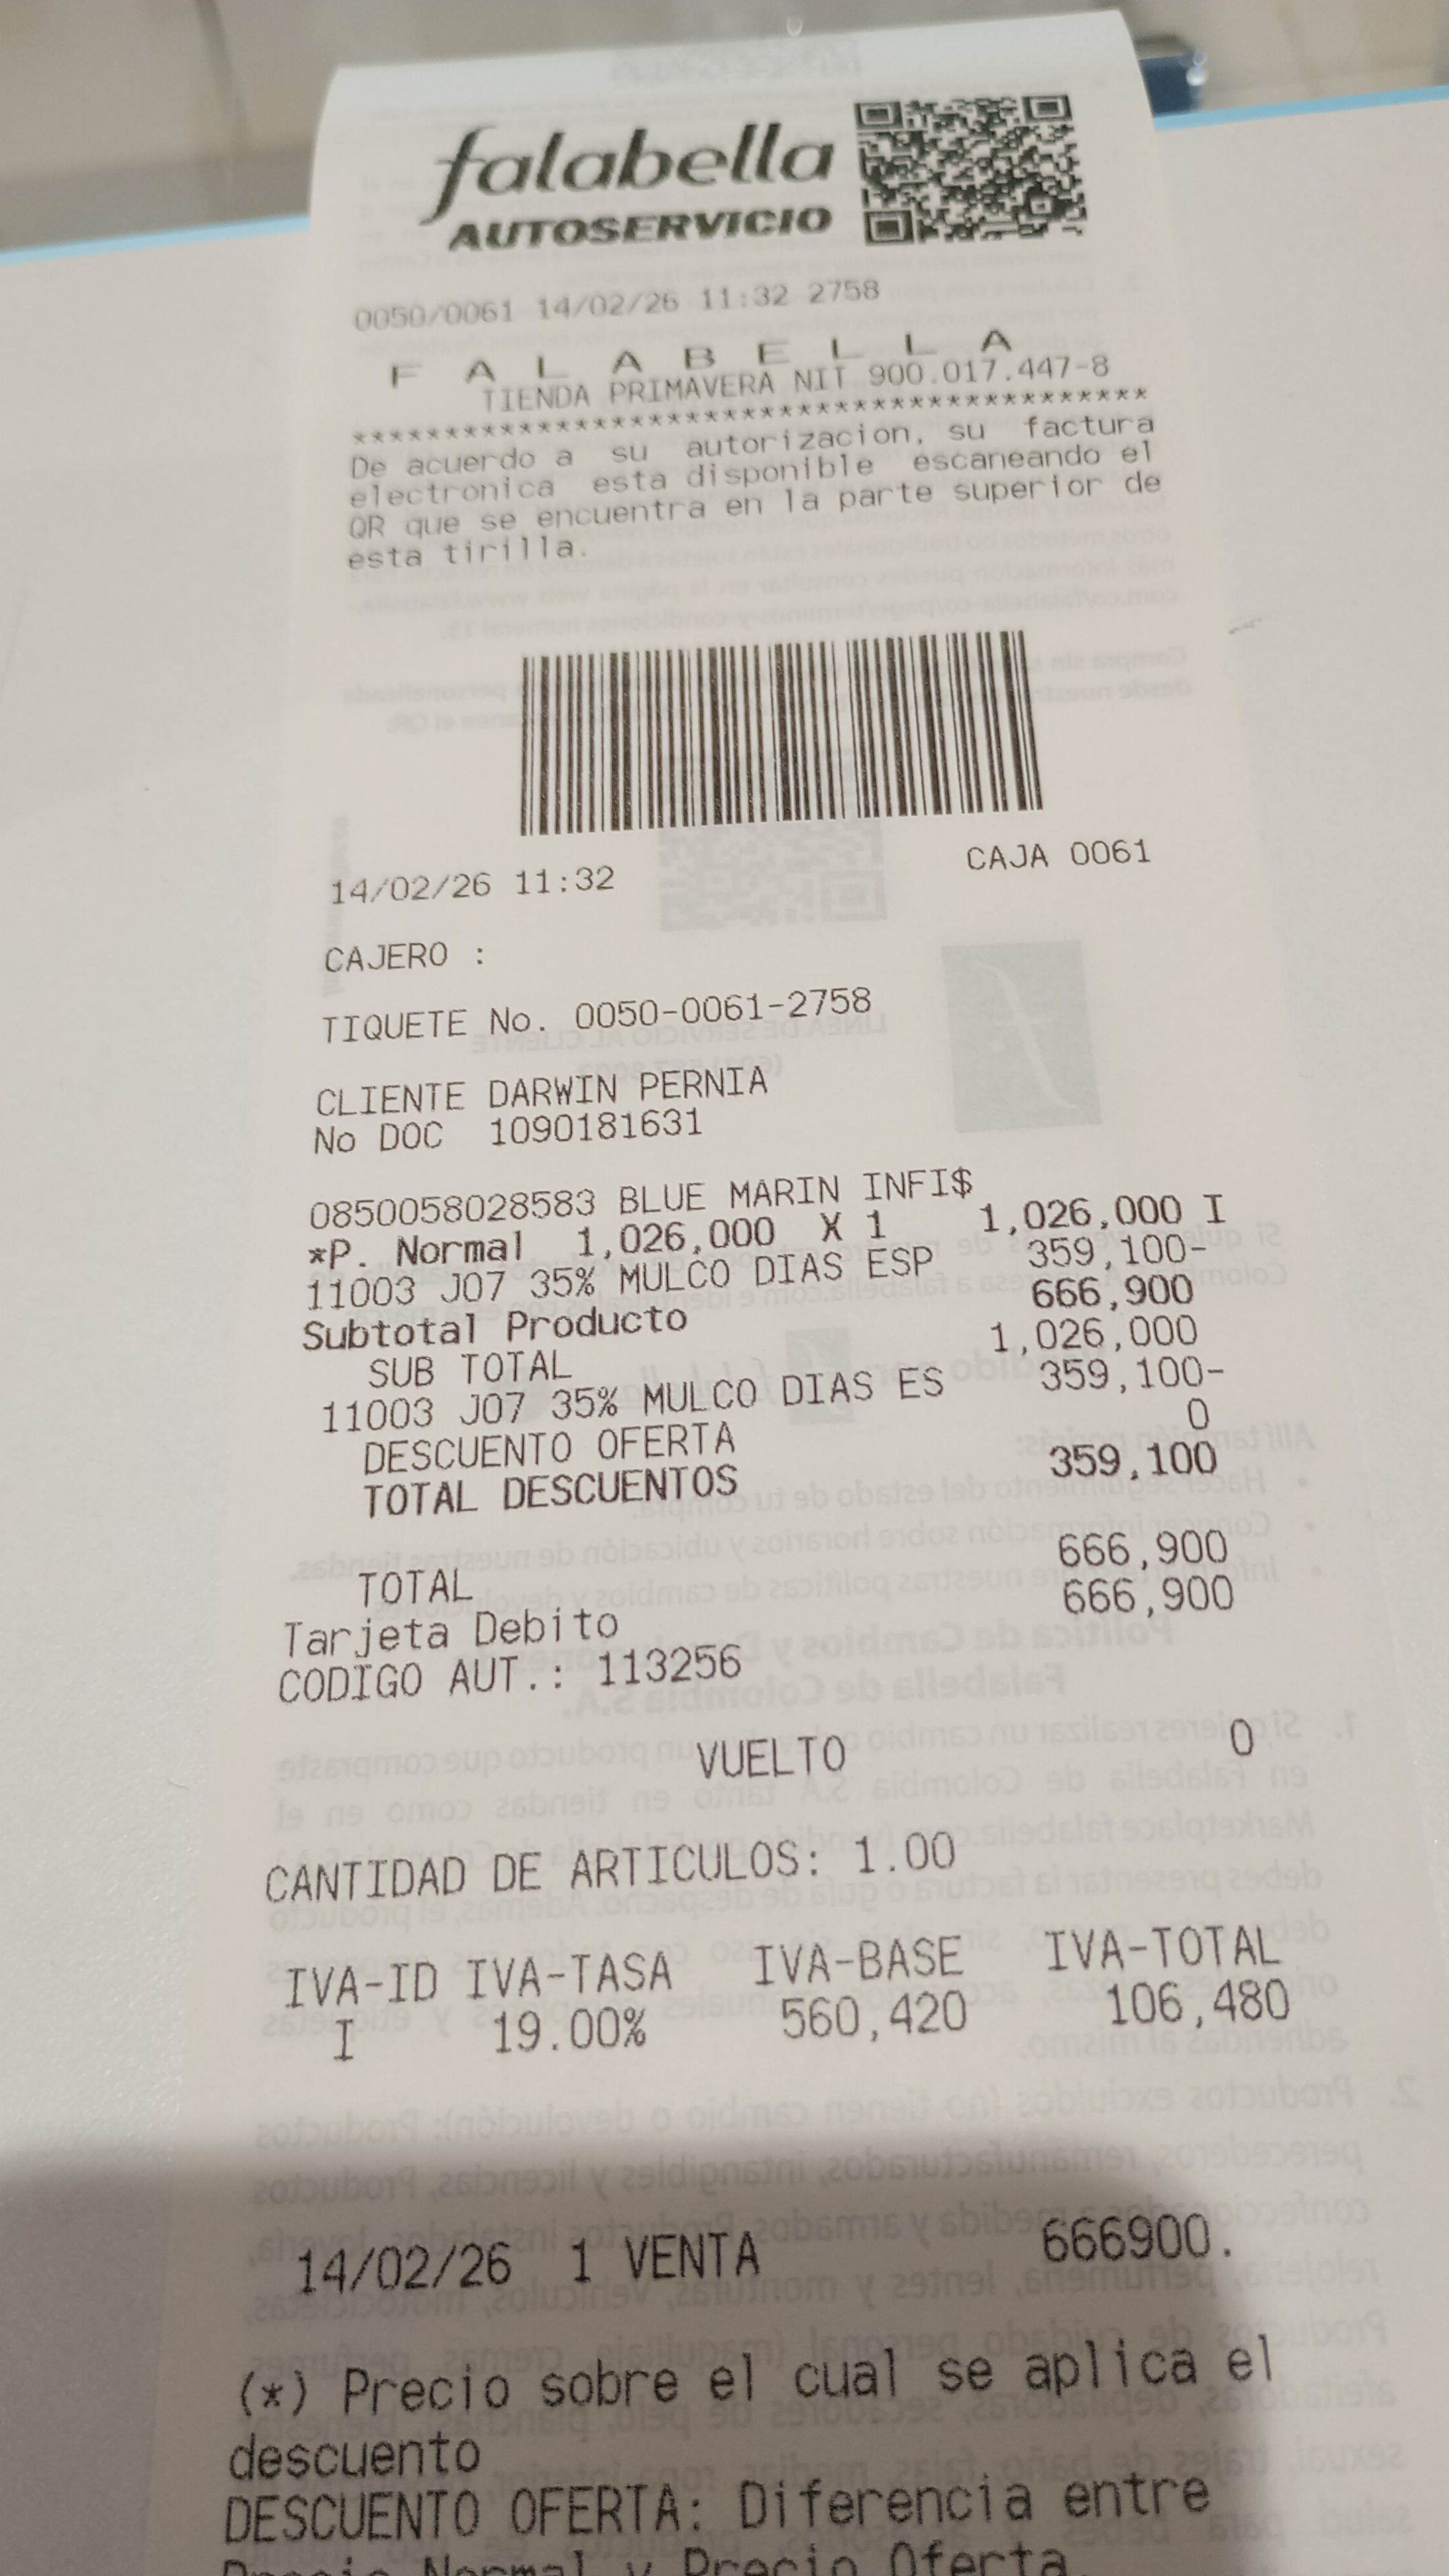 falabella
AUTOSERVICIO
0050/0061 14/02/26 11:32 2758
F A L A B E L L A
TIENDA PRIMAVERA NIT 900.017.447-8
******************************************
De acuerdo a su autorizacion, su factura
electronica esta disponible escaneando el
QR que se encuentra en la parte superior de
esta tirilla.
14/02/26 11:32 CAJA 0061
CAJERO :
TIQUETE No. 0050-0061-2758
CLIENTE DARWIN PERNIA
No DOC 1090181631
0850058028583 BLUE MARIN INFI$
*P. Normal 1,026,000 X 1 1,026,000 I
11003 J07 35% MULCO DIAS ESP 359,100-
Subtotal Producto 666,900
SUB TOTAL 1,026,000
11003 J07 35% MULCO DIAS ES 359,100-
DESCUENTO OFERTA 0
TOTAL DESCUENTOS 359,100
TOTAL 666,900
Tarjeta Debito 666,900
CODIGO AUT.: 113256
VUELTO 0
CANTIDAD DE ARTICULOS: 1.00
IVA-ID IVA-TASA IVA-BASE IVA-TOTAL
I 19.00% 560,420 106,480
14/02/26 1 VENTA 666900.
(*) Precio sobre el cual se aplica el
descuento
DESCUENTO OFERTA: Diferencia entre
Precio Normal y Precio Oferta.